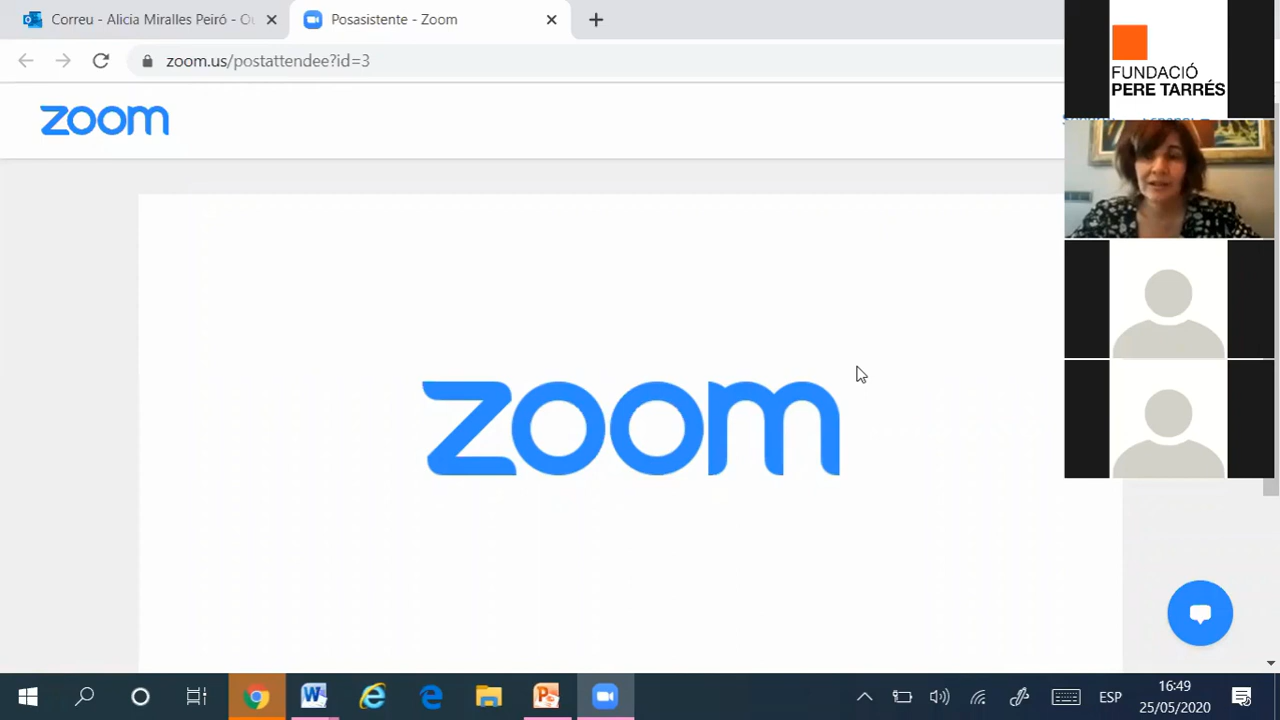 Correu - Alicia Miralles Peiró - Ou
Posasistente - Zoom
zoom.us/postattendee?id=3
zoom
FUNDACIÓ
PERE TARRÉS
zoom
ESP
16:49
25/05/2020